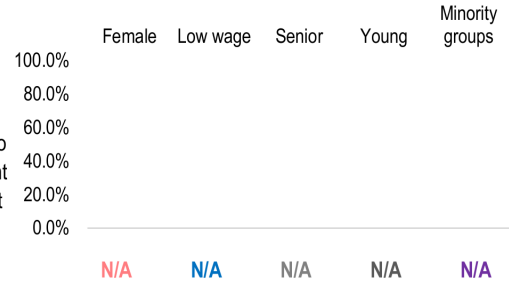 Minority
Female Low wage Senior Young groups
100.0%
80.0%
60.0%
40.0%
20.0%
0.0%
N/A N/A N/A N/A N/A